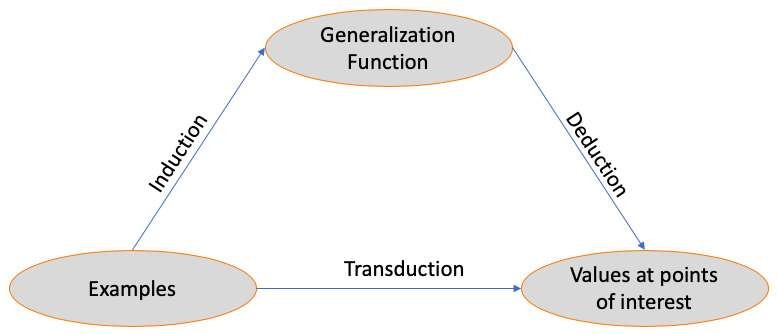 Generalization
Function
Induction
Deduction
Examples
Transduction
Values at points
of interest